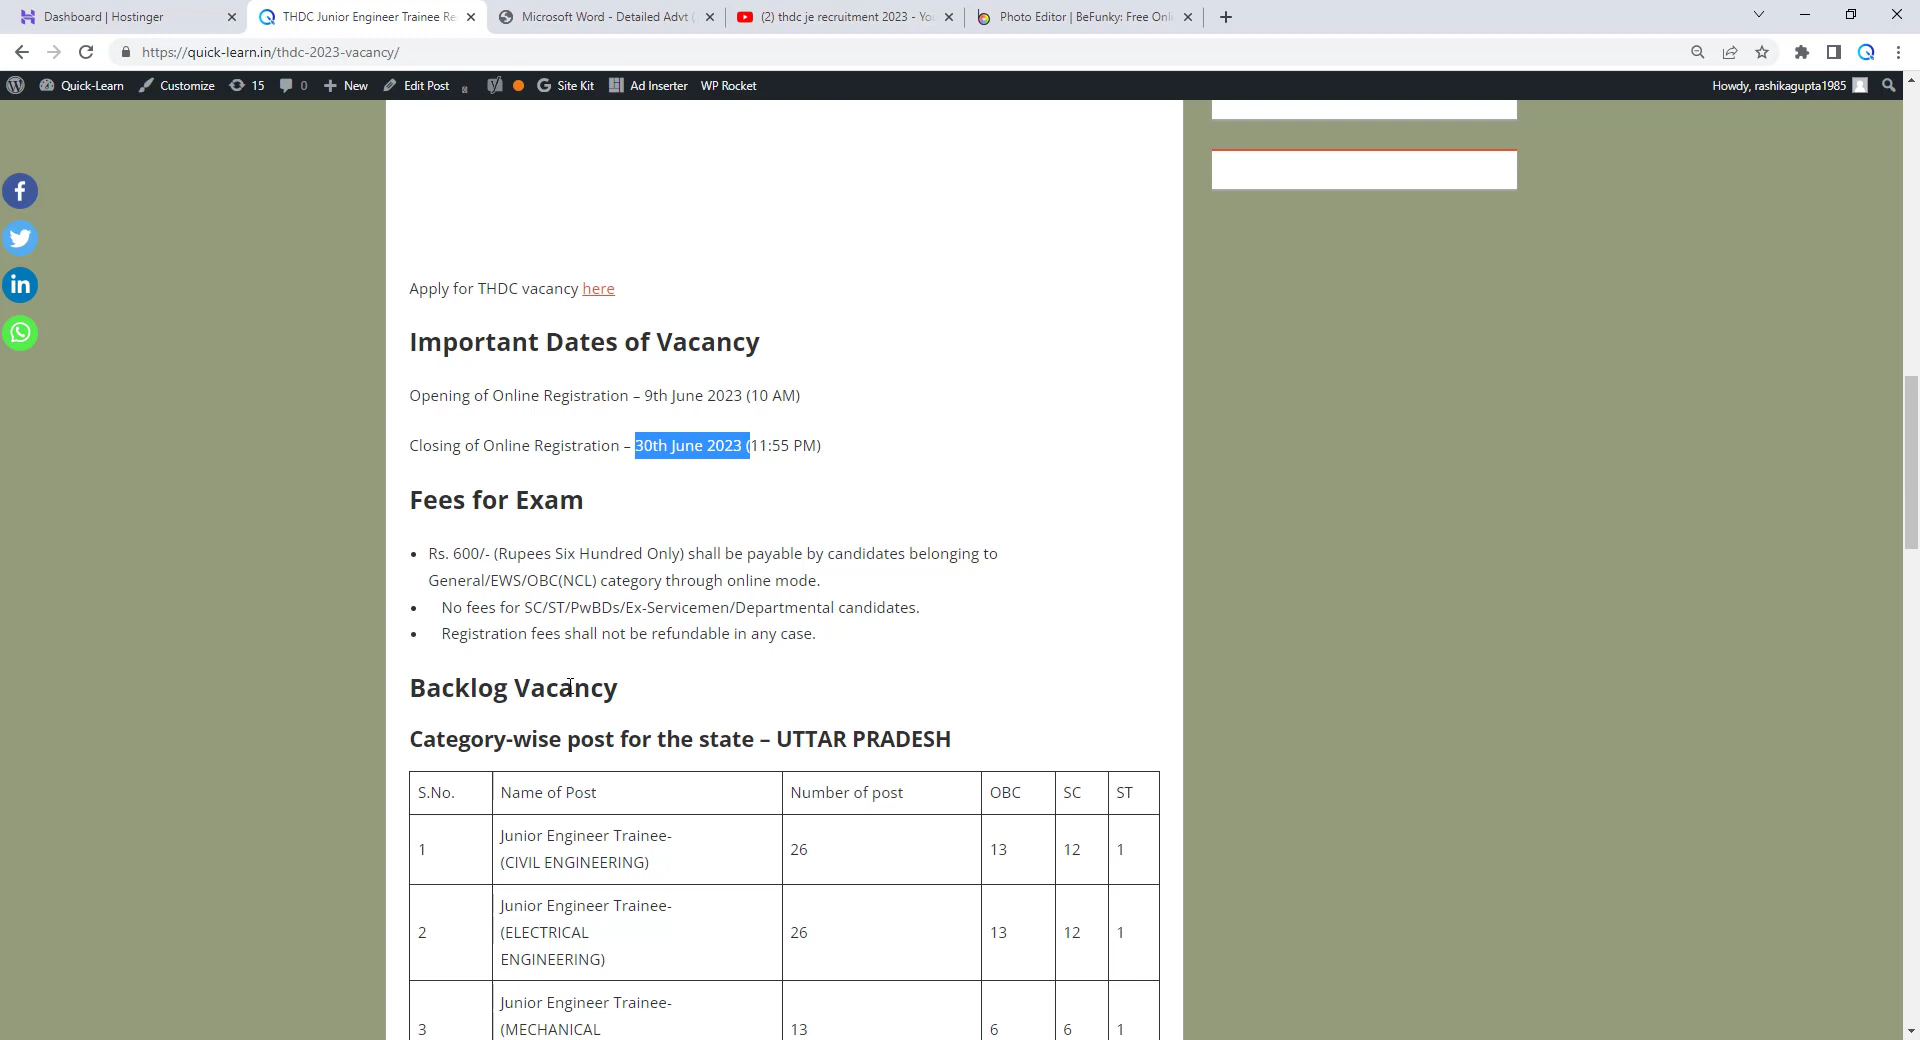 Dashboard | Hostinger
THDC Junior Engineer Trainee Re
Microsoft Word - Detailed Advt (
(2) thdc je recruitment 2023 - Yo
Photo Editor | BeFunky: Free Onli
https://quick-learn.in/thdc-2023-vacancy/
Quick-Learn Customize 15 0 New Edit Post Site Kit Ad Inserter WP Rocket Howdy, rashikagupta1985
Apply for THDC vacancy here
Important Dates of Vacancy
Opening of Online Registration – 9th June 2023 (10 AM)
Closing of Online Registration – 30th June 2023 (11:55 PM)
Fees for Exam
• Rs. 600/- (Rupees Six Hundred Only) shall be payable by candidates belonging to
General/EWS/OBC(NCL) category through online mode.
• No fees for SC/ST/PwBDs/Ex-Servicemen/Departmental candidates.
• Registration fees shall not be refundable in any case.
Backlog Vacancy
Category-wise post for the state – UTTAR PRADESH
S.No. Name of Post Number of post OBC SC ST
Junior Engineer Trainee-
1 26 13 12 1
(CIVIL ENGINEERING)
Junior Engineer Trainee-
2 (ELECTRICAL 26 13 12 1
ENGINEERING)
Junior Engineer Trainee-
3 (MECHANICAL 13 6 6 1